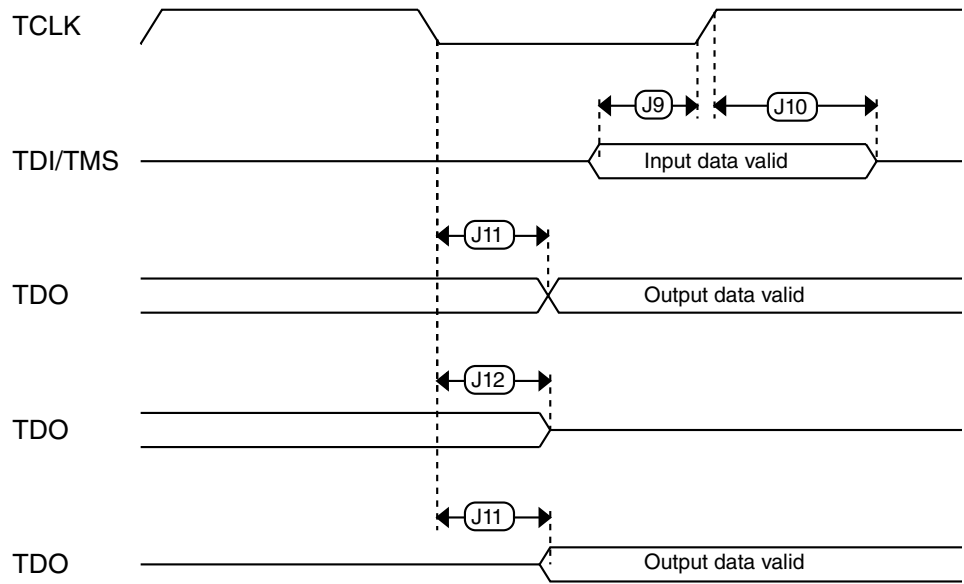 TCLK
J9
J10
TDI/TMS
Input data valid
J11
TDO
Output data valid
J12
TDO
J11
TDO
Output data valid